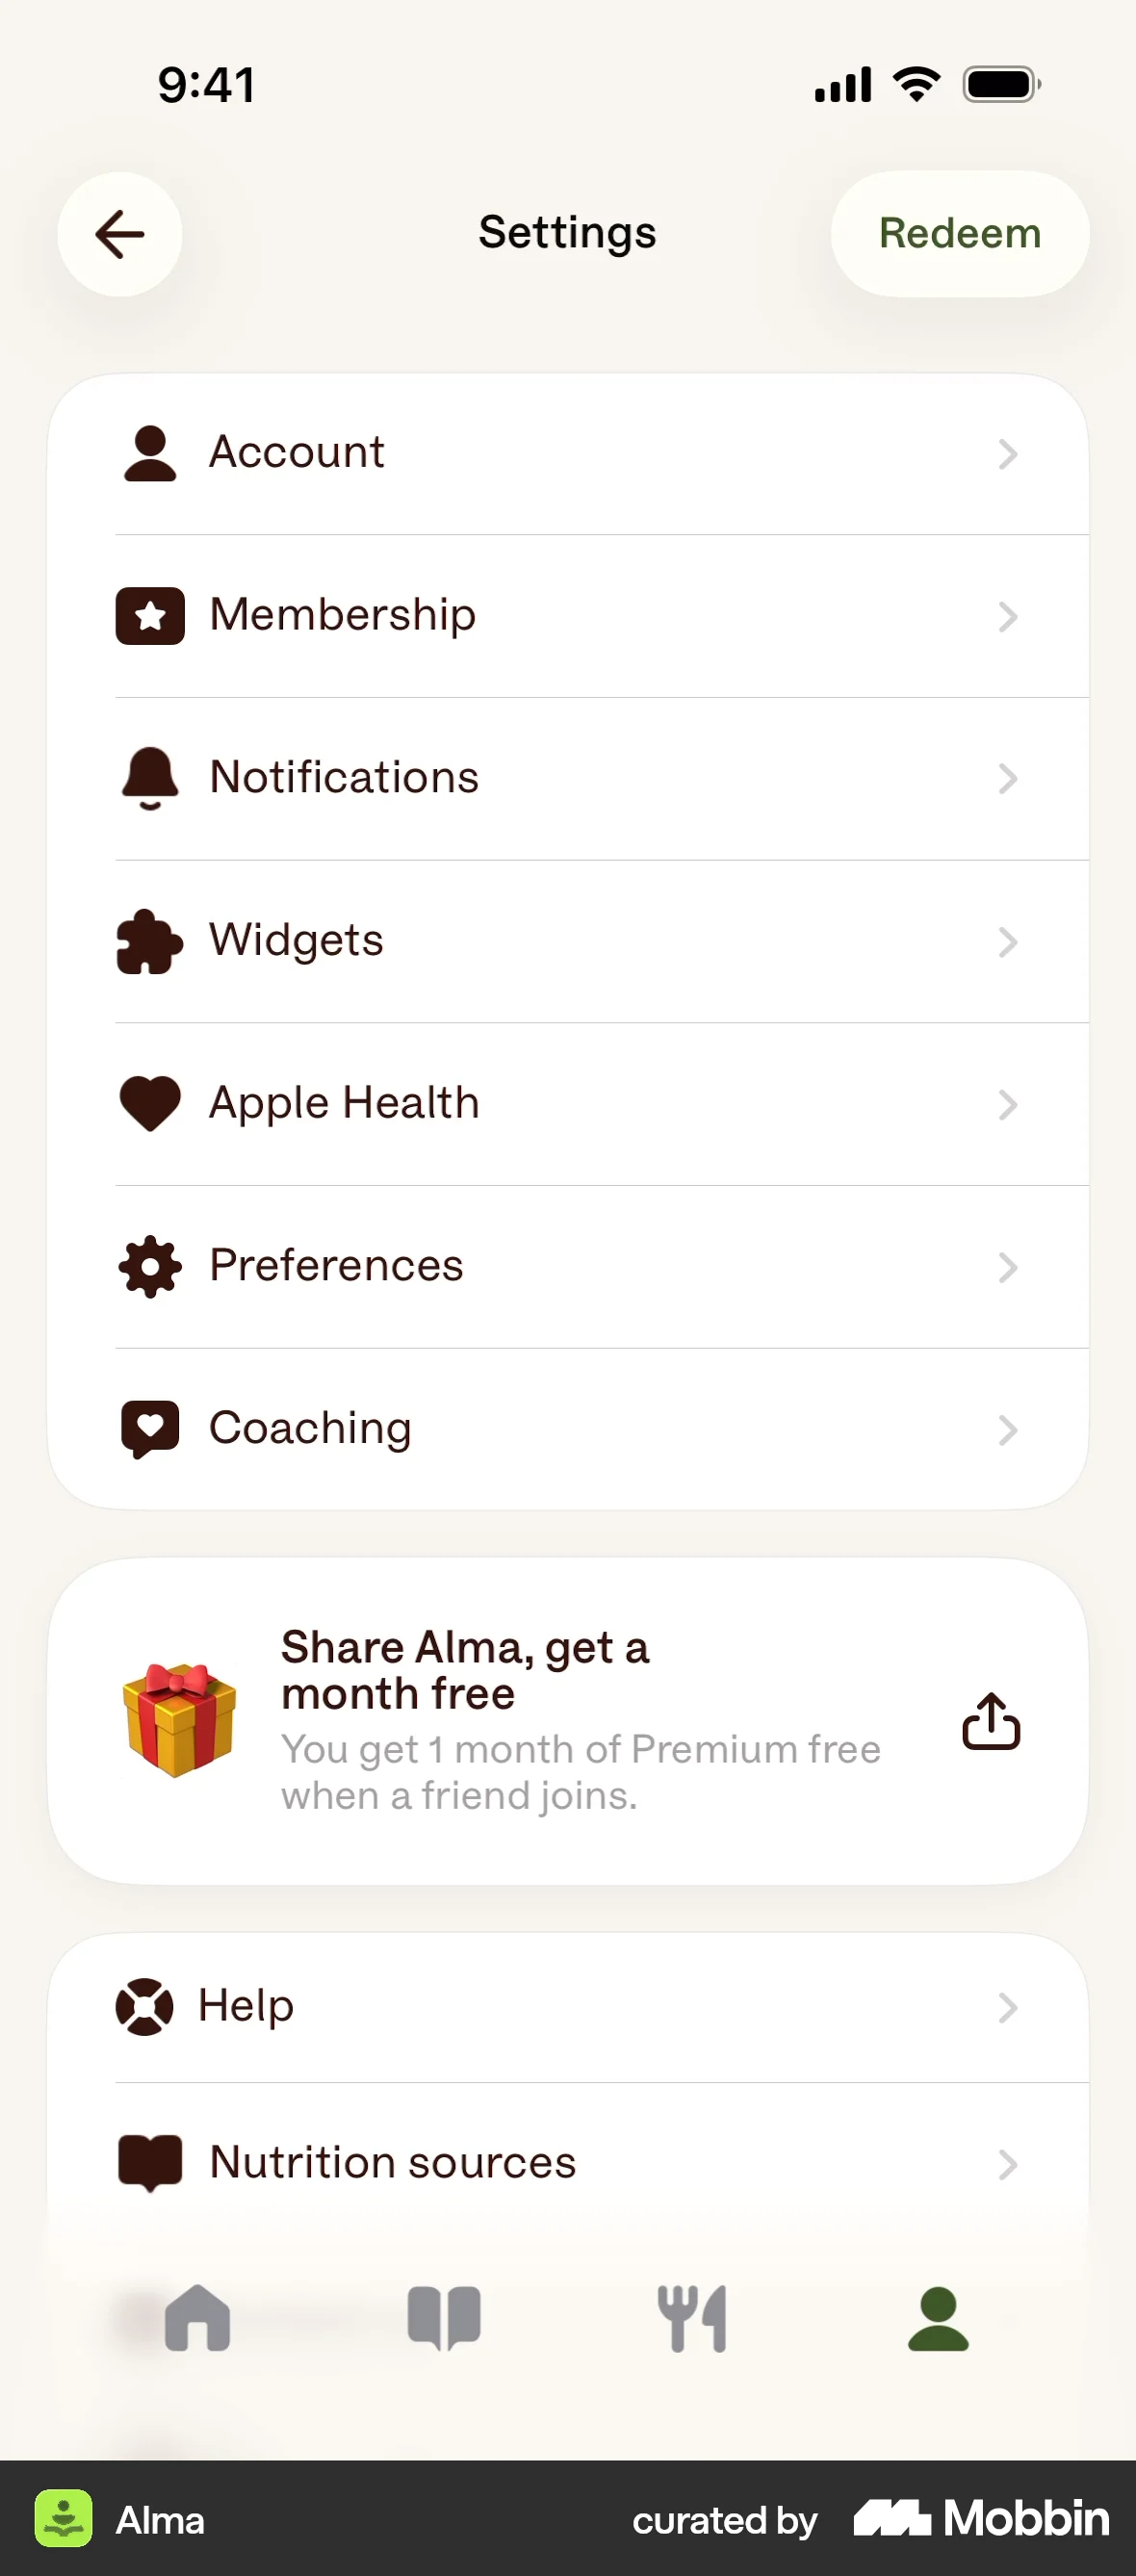 9:41
Settings
Redeem
Account
Membership
Notifications
Widgets
Apple Health
Preferences
Coaching
Share Alma, get a
month free
You get 1 month of Premium free
when a friend joins.
Help
Nutrition sources
Alma
curated by Mobbin